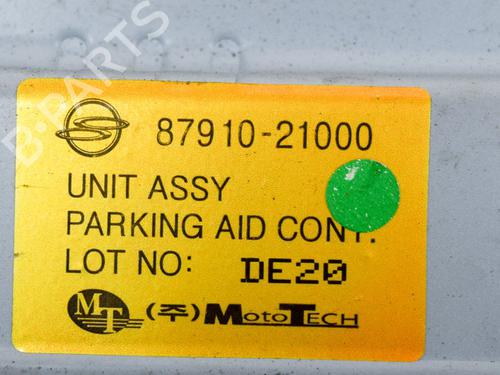 87910-21000
UNIT ASSY
PARKING AID CONT.
LOT NO: DE20
MT (주)MOTOTECH
B-PARTS